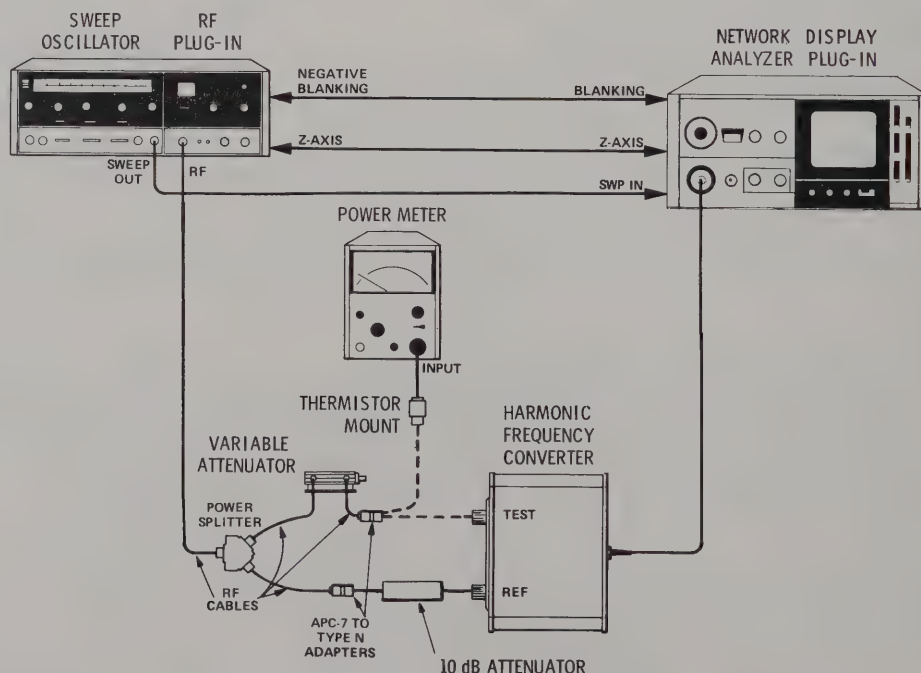 SWEEP
OSCILLATOR
RF
PLUG-IN
NETWORK
ANALYZER
DISPLAY
PLUG-IN
NEGATIVE
BLANKING
BLANKING
Z-AXIS
Z-AXIS
SWEEP
OUT
RF
SWP IN
POWER METER
INPUT
THERMISTOR
MOUNT
HARMONIC
FREQUENCY
CONVERTER
VARIABLE
ATTENUATOR
POWER
SPLITTER
TEST
REF
RF
CABLES
APC-7 TO
TYPE N
ADAPTERS
10 dB ATTENUATOR